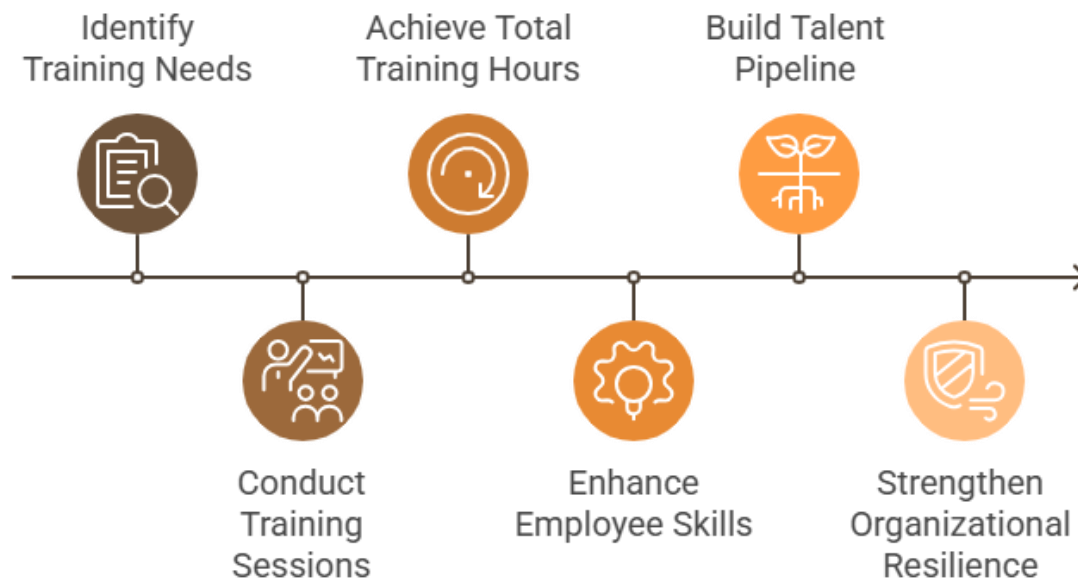 Identify
Training Needs
Achieve Total
Training Hours
Build Talent
Pipeline
Conduct
Training
Sessions
Enhance
Employee Skills
Strengthen
Organizational
Resilience